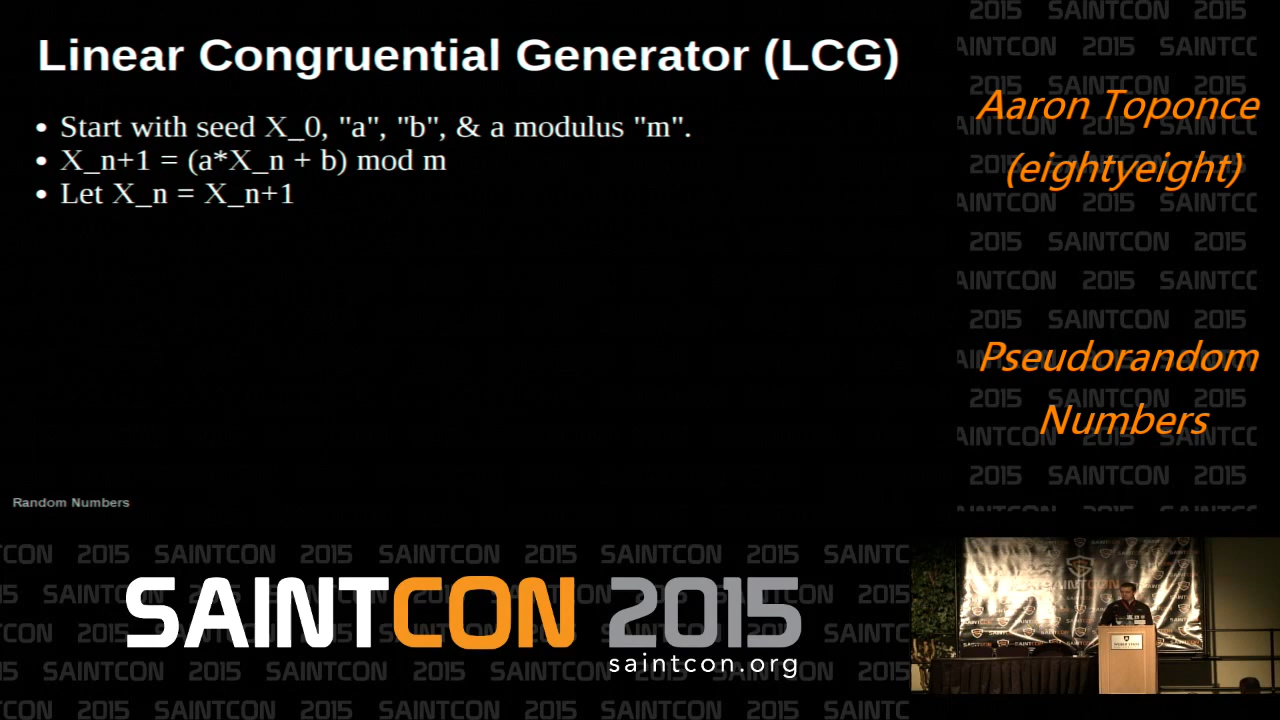 Linear Congruential Generator (LCG)
• Start with seed X_0, "a", "b", & a modulus "m".
• X_n+1 = (a*X_n + b) mod m
• Let X_n = X_n+1
Random Numbers
Aaron Toponce
(eightyeight)
Pseudorandom
Numbers
SAINTCON 2015
saintcon.org